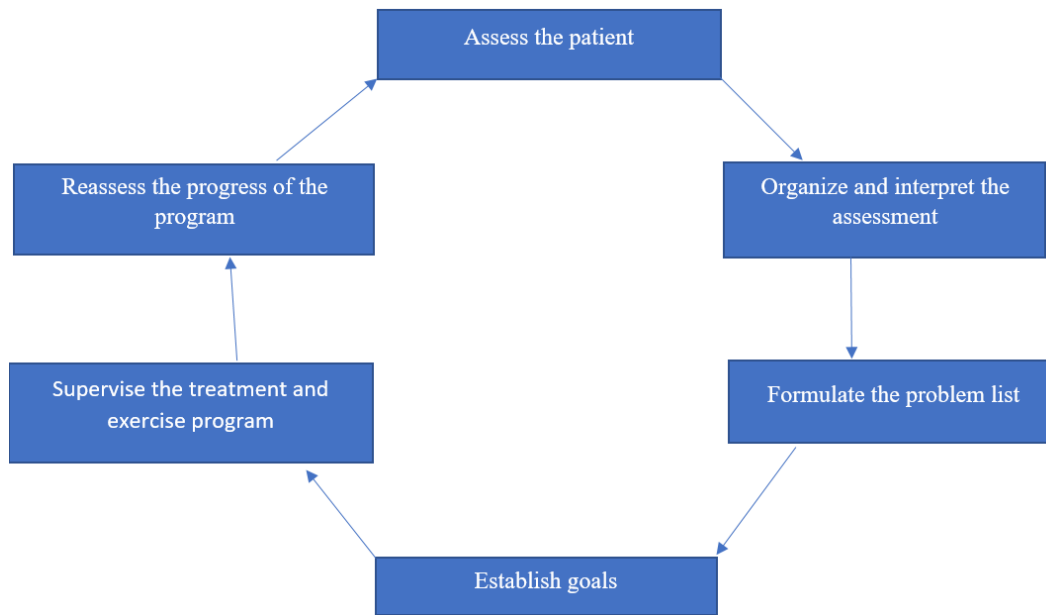 Assess the patient
Organize and interpret the
assessment
Formulate the problem list
Establish goals
Supervise the treatment and
exercise program
Reassess the progress of the
program